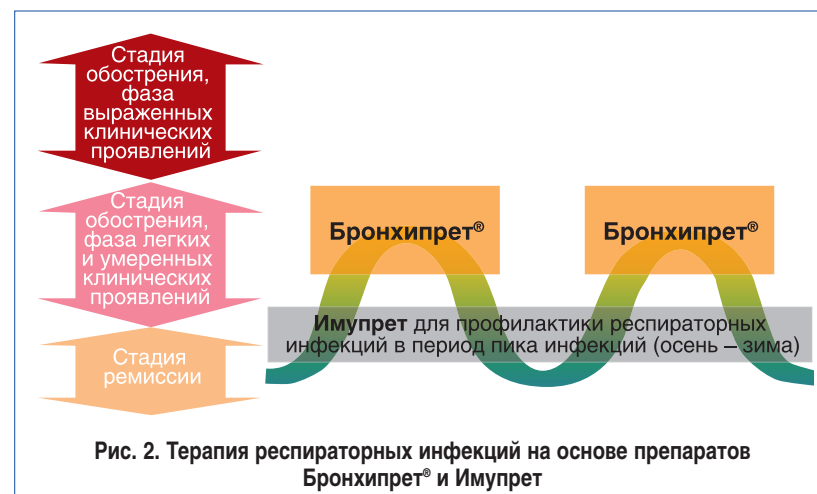 Стадия
обострения,
фаза
выраженных
клинических
проявлений
Стадия
обострения,
фаза легких
и умеренных
клинических
проявлений
Стадия
ремиссии
Бронхипрет®
Бронхипрет®
Имупрет для профилактики респираторных
инфекций в период пика инфекций (осень – зима)
Рис. 2. Терапия респираторных инфекций на основе препаратов
Бронхипрет® и Имупрет